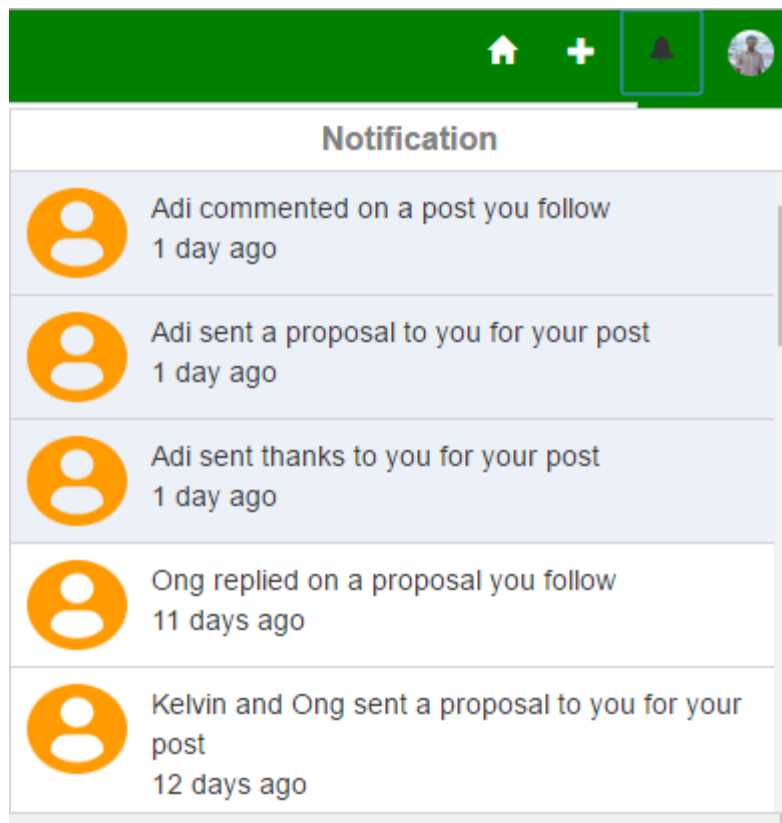 Notification
Adi commented on a post you follow
1 day ago
Adi sent a proposal to you for your post
1 day ago
Adi sent thanks to you for your post
1 day ago
Ong replied on a proposal you follow
11 days ago
Kelvin and Ong sent a proposal to you for your
post
12 days ago